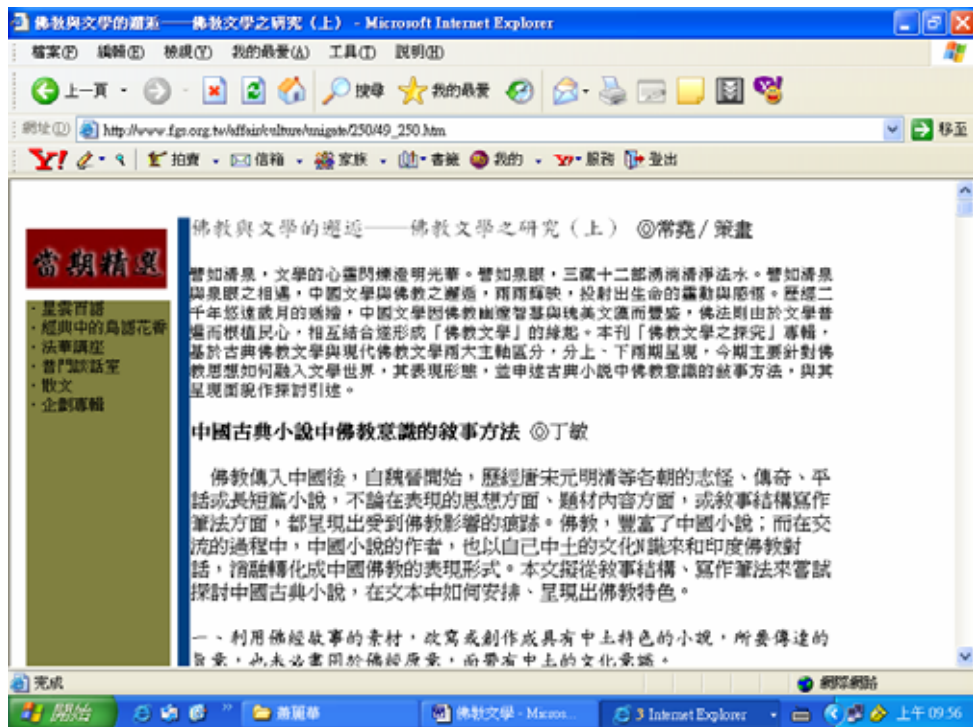 佛教與文學的邂逅——佛教文學之研究（上） - Microsoft Internet Explorer
檔案(F) 編輯(E) 檢視(V) 我的最愛(A) 工具(T) 說明(H)
上一頁 搜尋 我的最愛
網址(D) http://www.fgs.org.tw/affair/culture/unigate/250/49_250.htm 移至
Y! 拍賣 信箱 家族 書籤 我的 服務 登出
佛教與文學的邂逅——佛教文學之研究（上） ◎常堯/策畫
當期精選
· 星雲百語
· 經典中的鳥語花香
· 法華講座
· 普門談話室
· 散文
· 企劃專輯
譬如清泉，文學的心靈閃爍澄明光華。譬如泉眼，三藏十二部湧淌清淨法水。譬如清泉
與泉眼之相遇，中國文學與佛教之邂逅，兩兩輝映，投射出生命的靈動與感悟。歷經二
千年悠遠歲月的嬗繪，中國文學因佛教幽邃智慧與瑰美文匯而豐盛，佛法則由於文學普
遍而根植民心，相互結合遂形成「佛教文學」的緣起。本刊「佛教文學之探究」專輯，
基於古典佛教文學與現代佛教文學兩大主軸區分，分上、下兩期呈現，今期主要針對佛
教思想如何融入文學世界，其表現形態，並申述古典小說中佛教意識的敘事方法，與其
呈現面貌作探討引述。
中國古典小說中佛教意識的敘事方法 ◎丁敏
佛教傳入中國後，自魏晉開始，歷經唐宋元明清等各朝的志怪、傳奇、平
話或長短篇小說，不論在表現的思想方面、題材內容方面，或敘事結構寫作
筆法方面，都呈現出受到佛教影響的痕跡。佛教，豐富了中國小說；而在交
流的過程中，中國小說的作者，也以自己中土的文化N識來和印度佛教對
話，消融轉化成中國佛教的表現形式。本文擬從敘事結構、寫作筆法來嘗試
探討中國古典小說，在文本中如何安排、呈現出佛教特色。
一、利用佛經故事的素材，改寫或創作成具有中土特色的小說，所要傳達的
旨意，也未必盡同於佛經原意，而帶有中土的文化意識。
完成 網際網路
開始 蕭麗華 佛教文學 - Micros... 3 Internet Explorer 上午 09:56